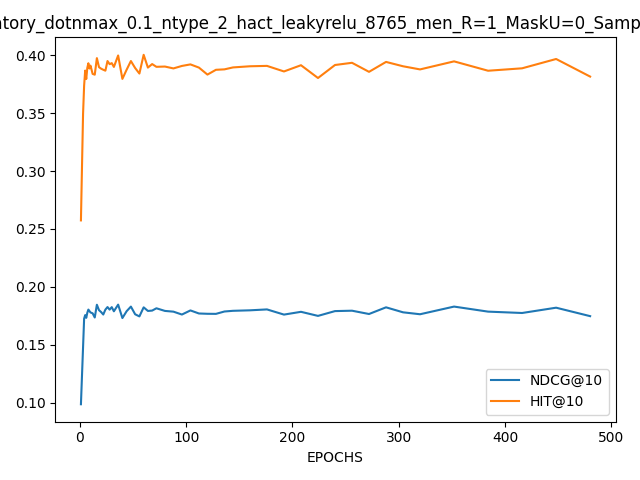 atory_dotnmax_0.1_ntype_2_hact_leakyrelu_8765_men_R=1_MaskU=0_Samp
0.40
0.35
0.30
0.25
0.20
0.15
0.10
NDCG@10
HIT@10
0 100 200 300 400 500
EPOCHS